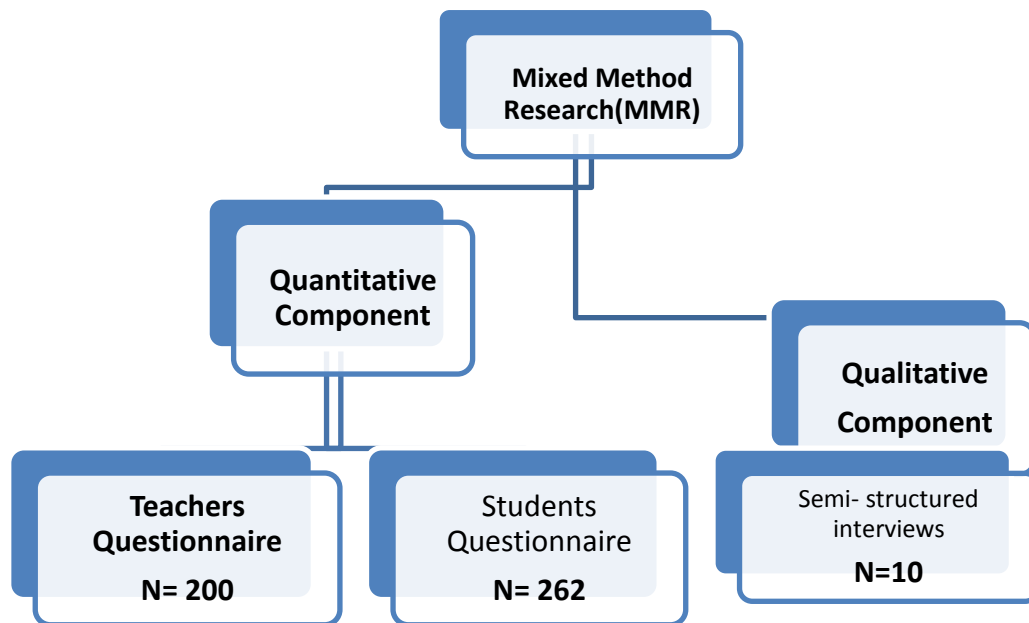 Mixed Method
Research(MMR)
Quantitative
Component
Qualitative
Component
Teachers
Questionnaire
N= 200
Students
Questionnaire
N= 262
Semi- structured
interviews
N=10